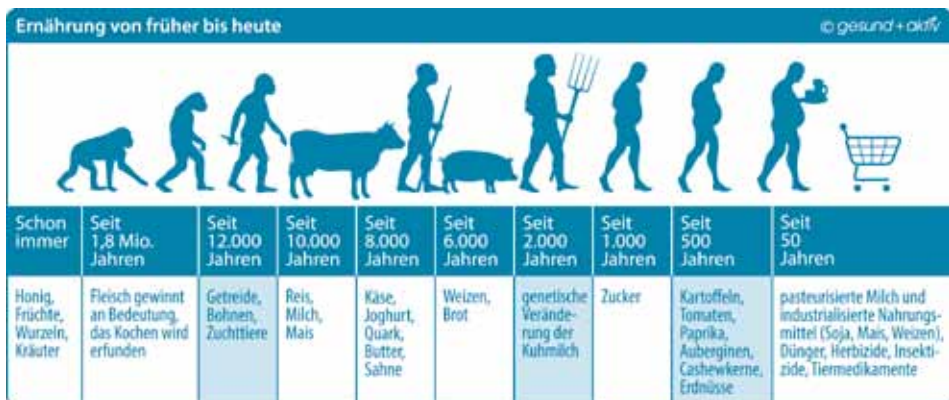 Ernährung von früher bis heute
© gesund+aktiv
Schon
immer
Seit
1,8 Mio.
Jahren
Seit
12.000
Jahren
Seit
10.000
Jahren
Seit
8.000
Jahren
Seit
6.000
Jahren
Seit
2.000
Jahren
Seit
1.000
Jahren
Seit
500
Jahren
Seit
50
Jahren
Honig,
Früchte,
Wurzeln,
Kräuter
Fleisch gewinnt
an Bedeutung,
das Kochen wird
erfunden
Getreide,
Bohnen,
Zuchttiere
Reis,
Milch,
Mais
Käse,
Joghurt,
Quark,
Butter,
Sahne
Weizen,
Brot
genetische
Verände-
rung der
Kuhmilch
Zucker
Kartoffeln,
Tomaten,
Paprika,
Auberginen,
Cashewkerne,
Erdnüsse
pasteurisierte Milch und
industrialisierte Nahrungs-
mittel (Soja, Mais, Weizen),
Dünger, Herbizide, Insekti-
zide, Tiermedikamente